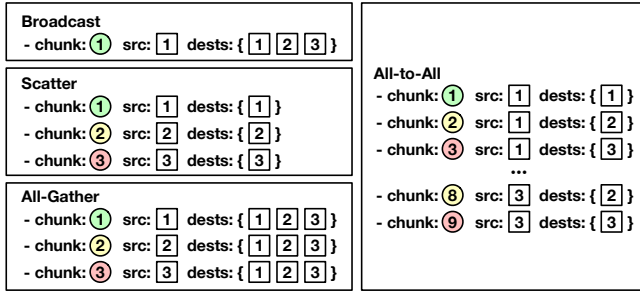 Broadcast
- chunk: 1 src: 1 dests: { 1 2 3 }
Scatter
- chunk: 1 src: 1 dests: { 1 }
- chunk: 2 src: 2 dests: { 2 }
- chunk: 3 src: 3 dests: { 3 }
All-Gather
- chunk: 1 src: 1 dests: { 1 2 3 }
- chunk: 2 src: 2 dests: { 1 2 3 }
- chunk: 3 src: 3 dests: { 1 2 3 }
All-to-All
- chunk: 1 src: 1 dests: { 1 }
- chunk: 2 src: 1 dests: { 2 }
- chunk: 3 src: 1 dests: { 3 }
...
- chunk: 8 src: 3 dests: { 2 }
- chunk: 9 src: 3 dests: { 3 }